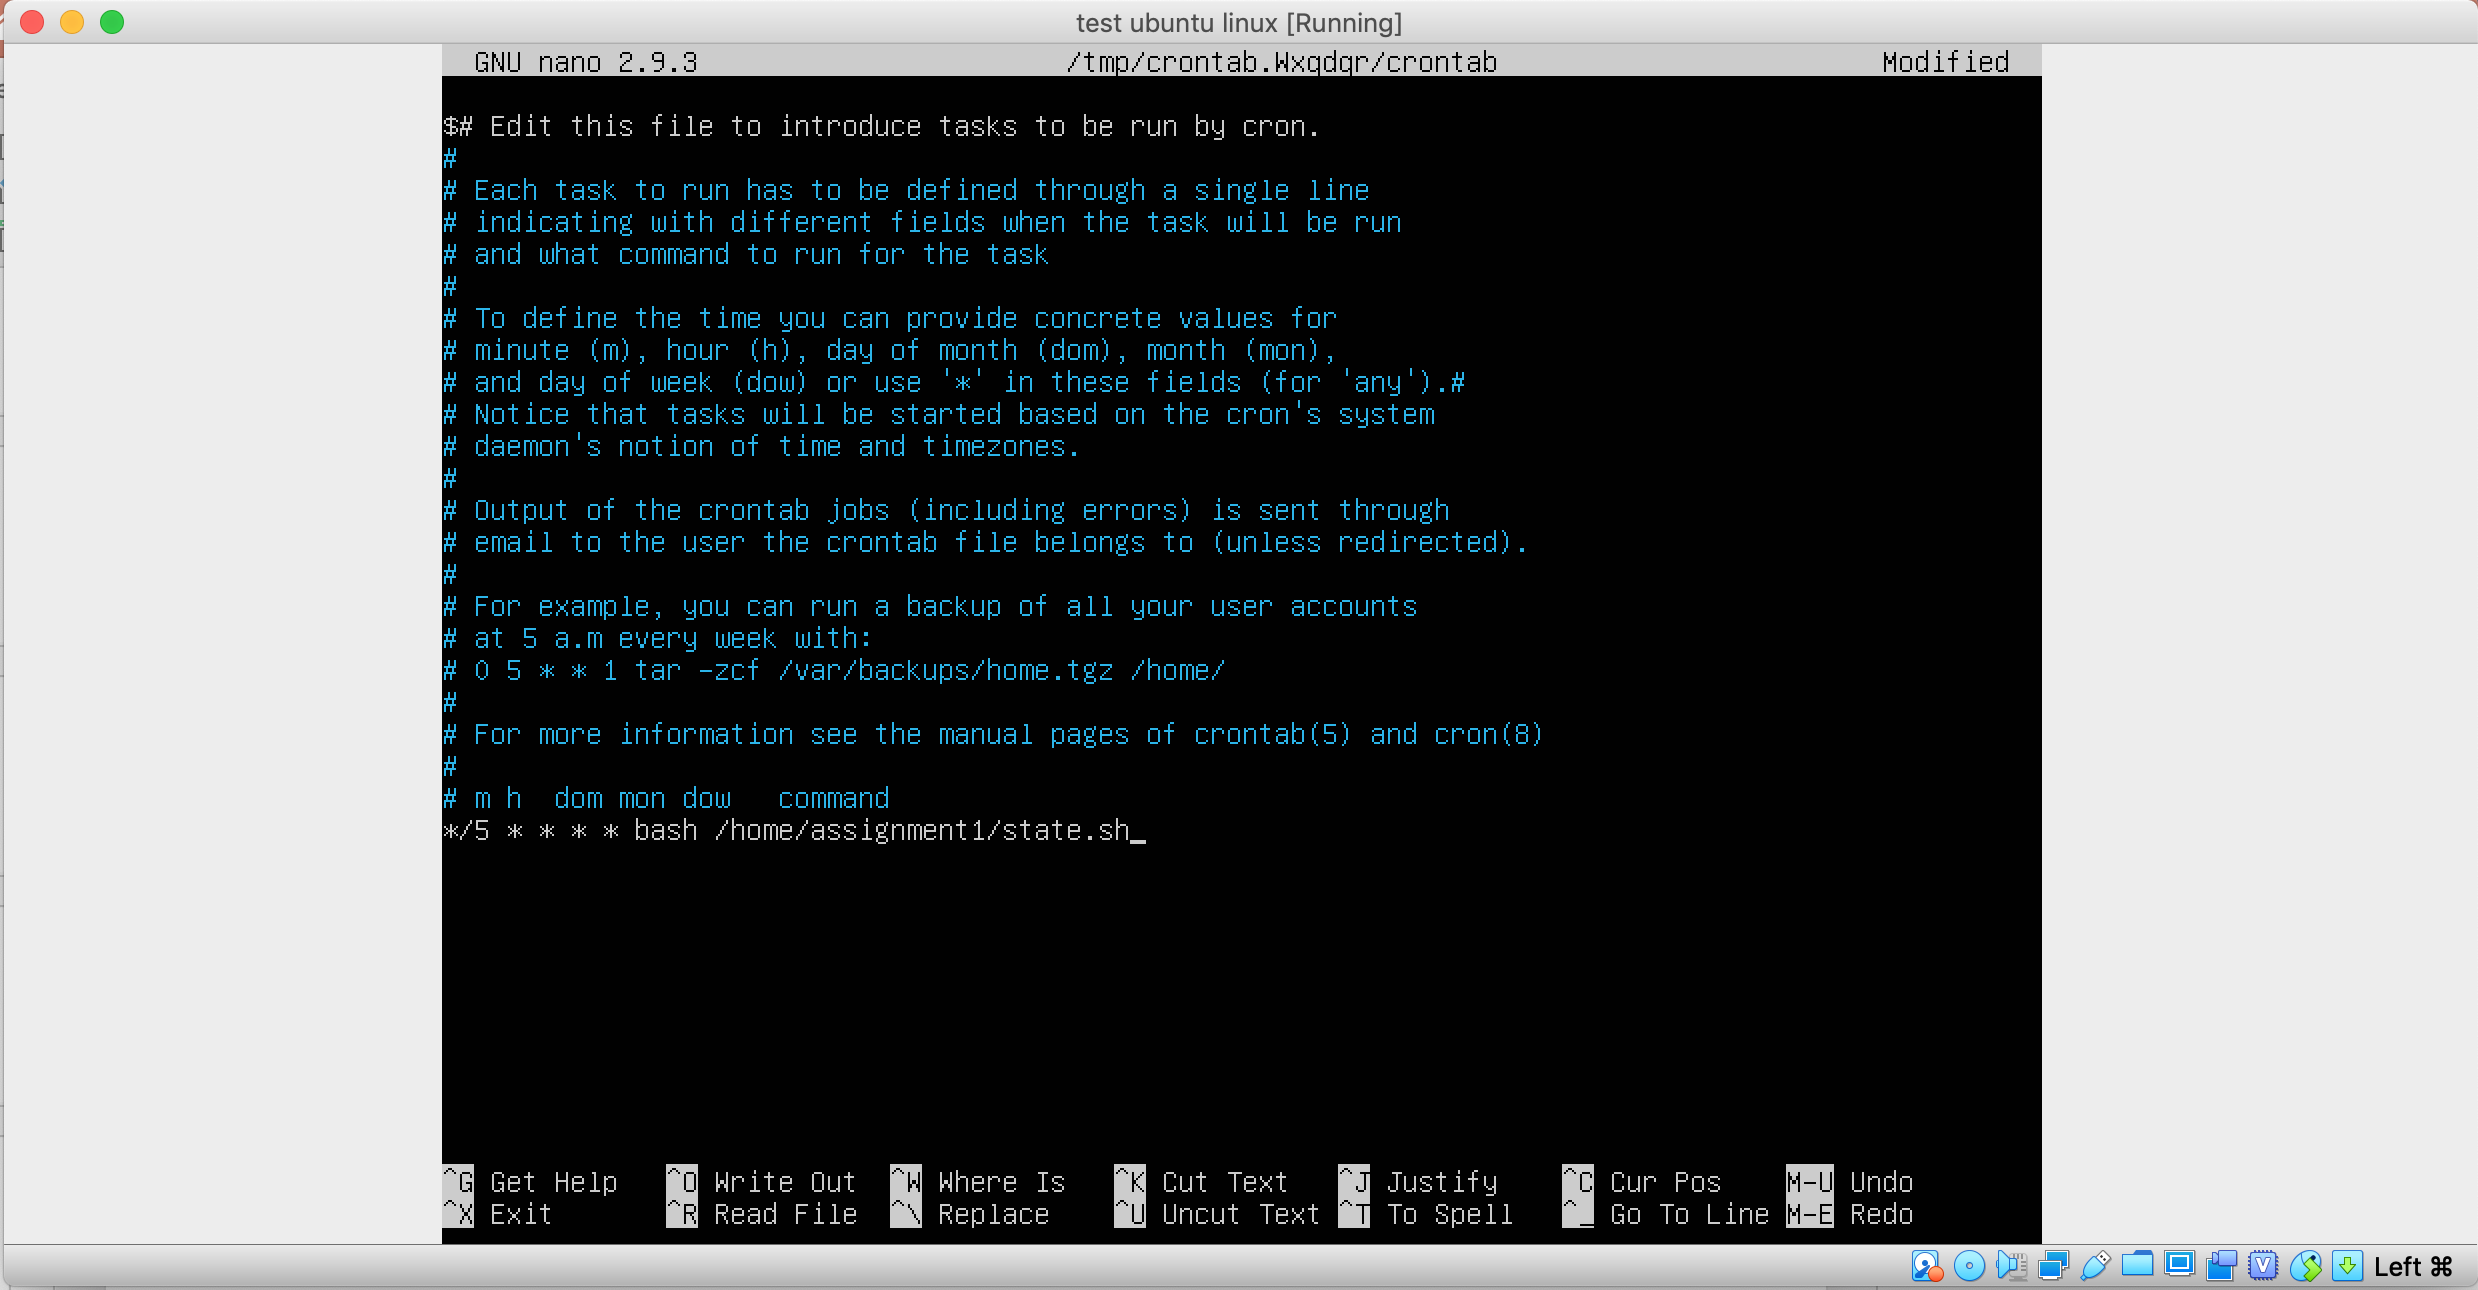 test ubuntu linux [Running]
GNU nano 2.9.3 /tmp/crontab.Wxqdqr/crontab Modified
$# Edit this file to introduce tasks to be run by cron.
#
# Each task to run has to be defined through a single line
# indicating with different fields when the task will be run
# and what command to run for the task
#
# To define the time you can provide concrete values for
# minute (m), hour (h), day of month (dom), month (mon),
# and day of week (dow) or use '*' in these fields (for 'any').#
# Notice that tasks will be started based on the cron's system
# daemon's notion of time and timezones.
#
# Output of the crontab jobs (including errors) is sent through
# email to the user the crontab file belongs to (unless redirected).
#
# For example, you can run a backup of all your user accounts
# at 5 a.m every week with:
# 0 5 * * 1 tar -zcf /var/backups/home.tgz /home/
#
# For more information see the manual pages of crontab(5) and cron(8)
#
# m h  dom mon dow   command
*/5 * * * * bash /home/assignment1/state.sh_
^G Get Help ^O Write Out ^W Where Is ^K Cut Text ^J Justify ^C Cur Pos M-U Undo
^X Exit ^R Read File ^\ Replace ^U Uncut Text ^T To Spell ^_ Go To Line M-E Redo
Left ⌘